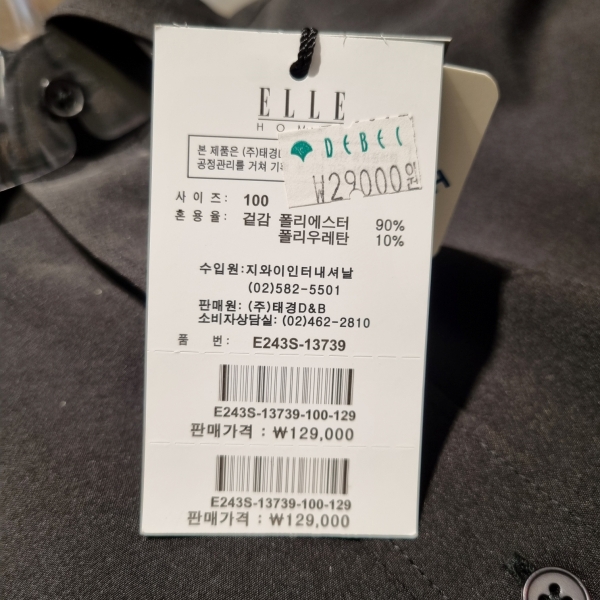 ELLE
HOMME
DEBEC
₩29000원
본 제품은 (주)태경
공정관리를 거쳐
사 이 즈: 100
혼 용 율: 겉감 폴리에스터 90%
폴리우레탄 10%
수입원:지와이인터내셔날
(02)582-5501
판매원: (주)태경D&B
소비자상담실: (02)462-2810
품 번: E243S-13739
E243S-13739-100-129
판매가격 : ₩129,000
E243S-13739-100-129
판매가격 : ₩129,000